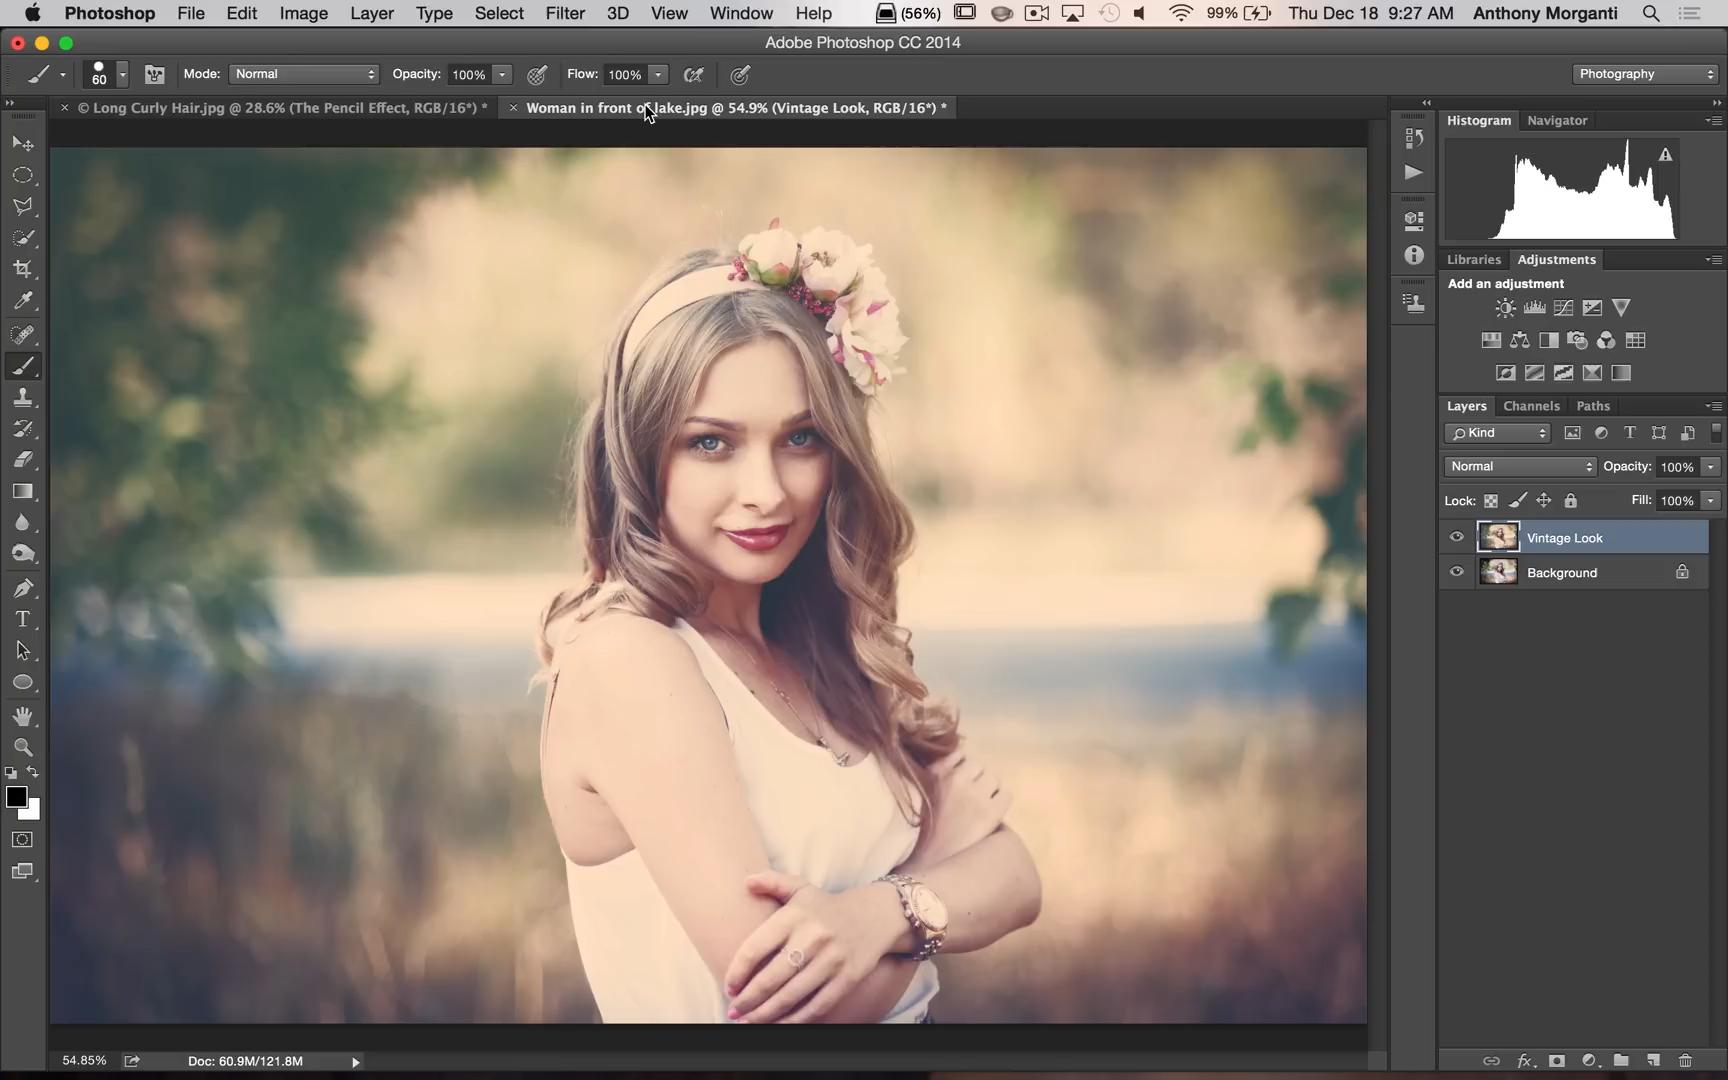 Photoshop File Edit Image Layer Type Select Filter 3D View Window Help (56%) 99% Thu Dec 18 9:27 AM Anthony Morganti
Adobe Photoshop CC 2014
60 Mode: Normal Opacity: 100% Flow: 100% Photography
× © Long Curly Hair.jpg @ 28.6% (The Pencil Effect, RGB/16*) * × Woman in front of lake.jpg @ 54.9% (Vintage Look, RGB/16*) *
Histogram Navigator
Libraries Adjustments
Add an adjustment
Layers Channels Paths
Kind
Normal Opacity: 100%
Lock: Fill: 100%
Vintage Look
Background
54.85% Doc: 60.9M/121.8M